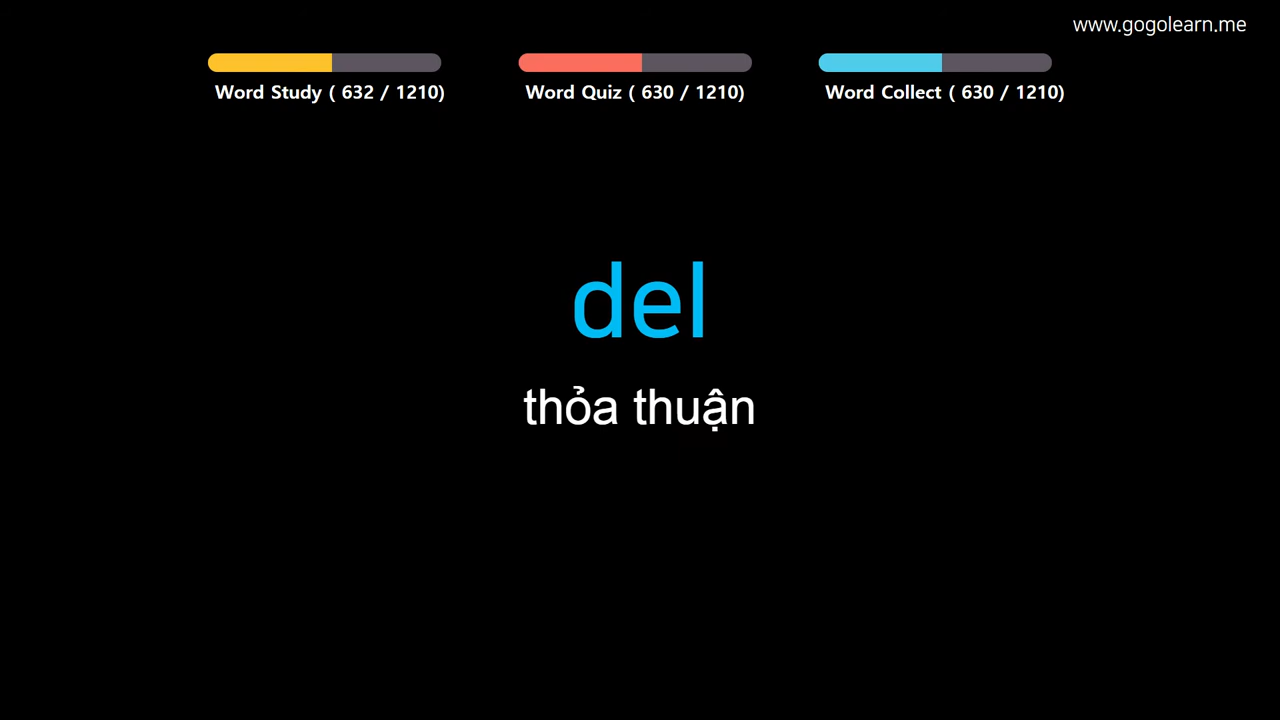 www.gogolearn.me
Word Study ( 632 / 1210)
Word Quiz ( 630 / 1210)
Word Collect ( 630 / 1210)
del
thỏa thuận